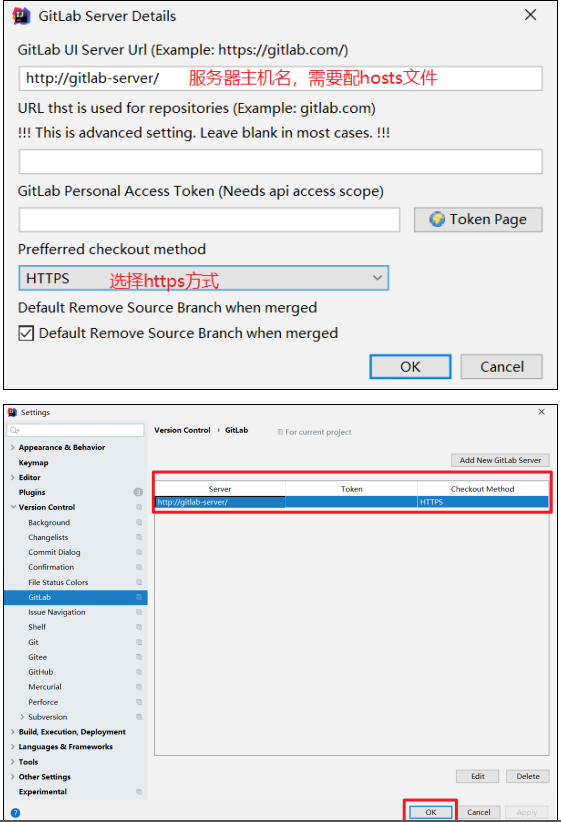 GitLab Server Details
GitLab UI Server Url (Example: https://gitlab.com/)
http://gitlab-server/ 服务器主机名，需要配hosts文件
URL thst is used for repositories (Example: gitlab.com)
!!! This is advanced setting. Leave blank in most cases. !!!
GitLab Personal Access Token (Needs api access scope)
Token Page
Prefferred checkout method
HTTPS 选择https方式
Default Remove Source Branch when merged
Default Remove Source Branch when merged
OK Cancel
Settings
Version Control › GitLab For current project
Appearance & Behavior
Add New GitLab Server
Keymap
Editor
Plugins 3
Server Token Checkout Method
Version Control
http://gitlab-server/ HTTPS
Background
Changelists
Commit Dialog
Confirmation
File Status Colors
GitLab
Issue Navigation
Shelf
Git
Gitee
GitHub
Mercurial
Perforce
Subversion
Build, Execution, Deployment
Languages & Frameworks
Tools
Other Settings
Edit Delete
Experimental
? OK Cancel Apply